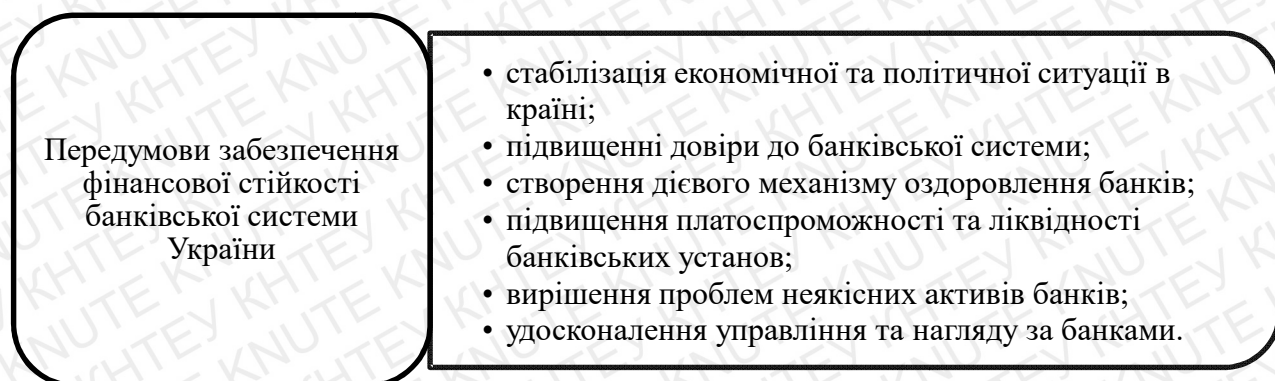 Передумови забезпечення
фінансової стійкості
банківської системи
України
• стабілізація економічної та політичної ситуації в
країні;
• підвищенні довіри до банківської системи;
• створення дієвого механізму оздоровлення банків;
• підвищення платоспроможності та ліквідності
банківських установ;
• вирішення проблем неякісних активів банків;
• удосконалення управління та нагляду за банками.